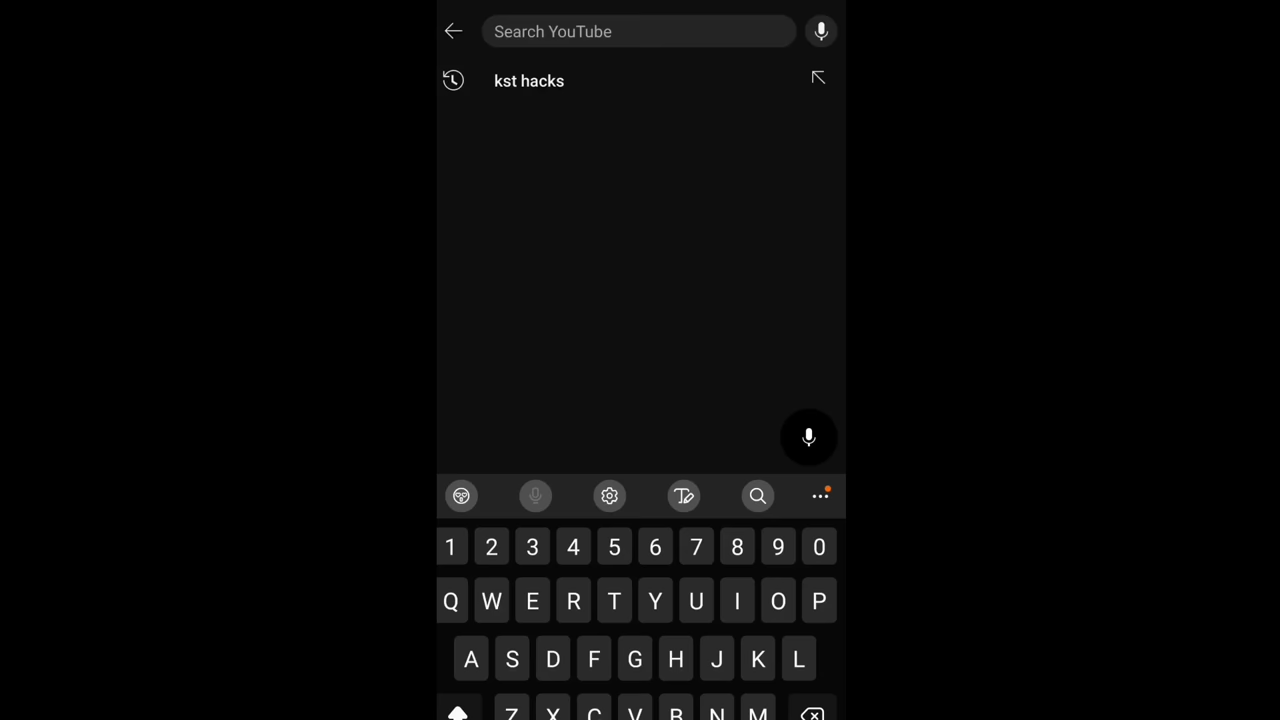 Search YouTube
kst hacks
1 2 3 4 5 6 7 8 9 0
Q W E R T Y U I O P
A S D F G H J K L
Z X C V B N M